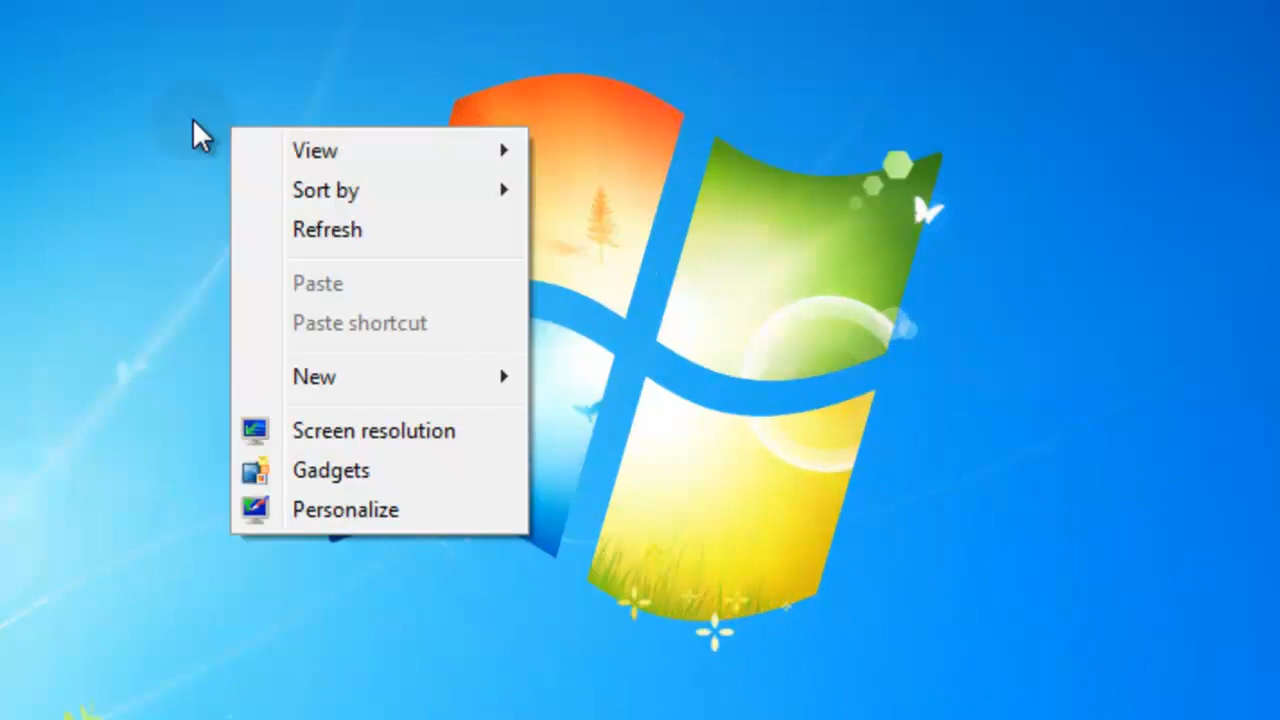 View
Sort by
Refresh
Paste
Paste shortcut
New
Screen resolution
Gadgets
Personalize